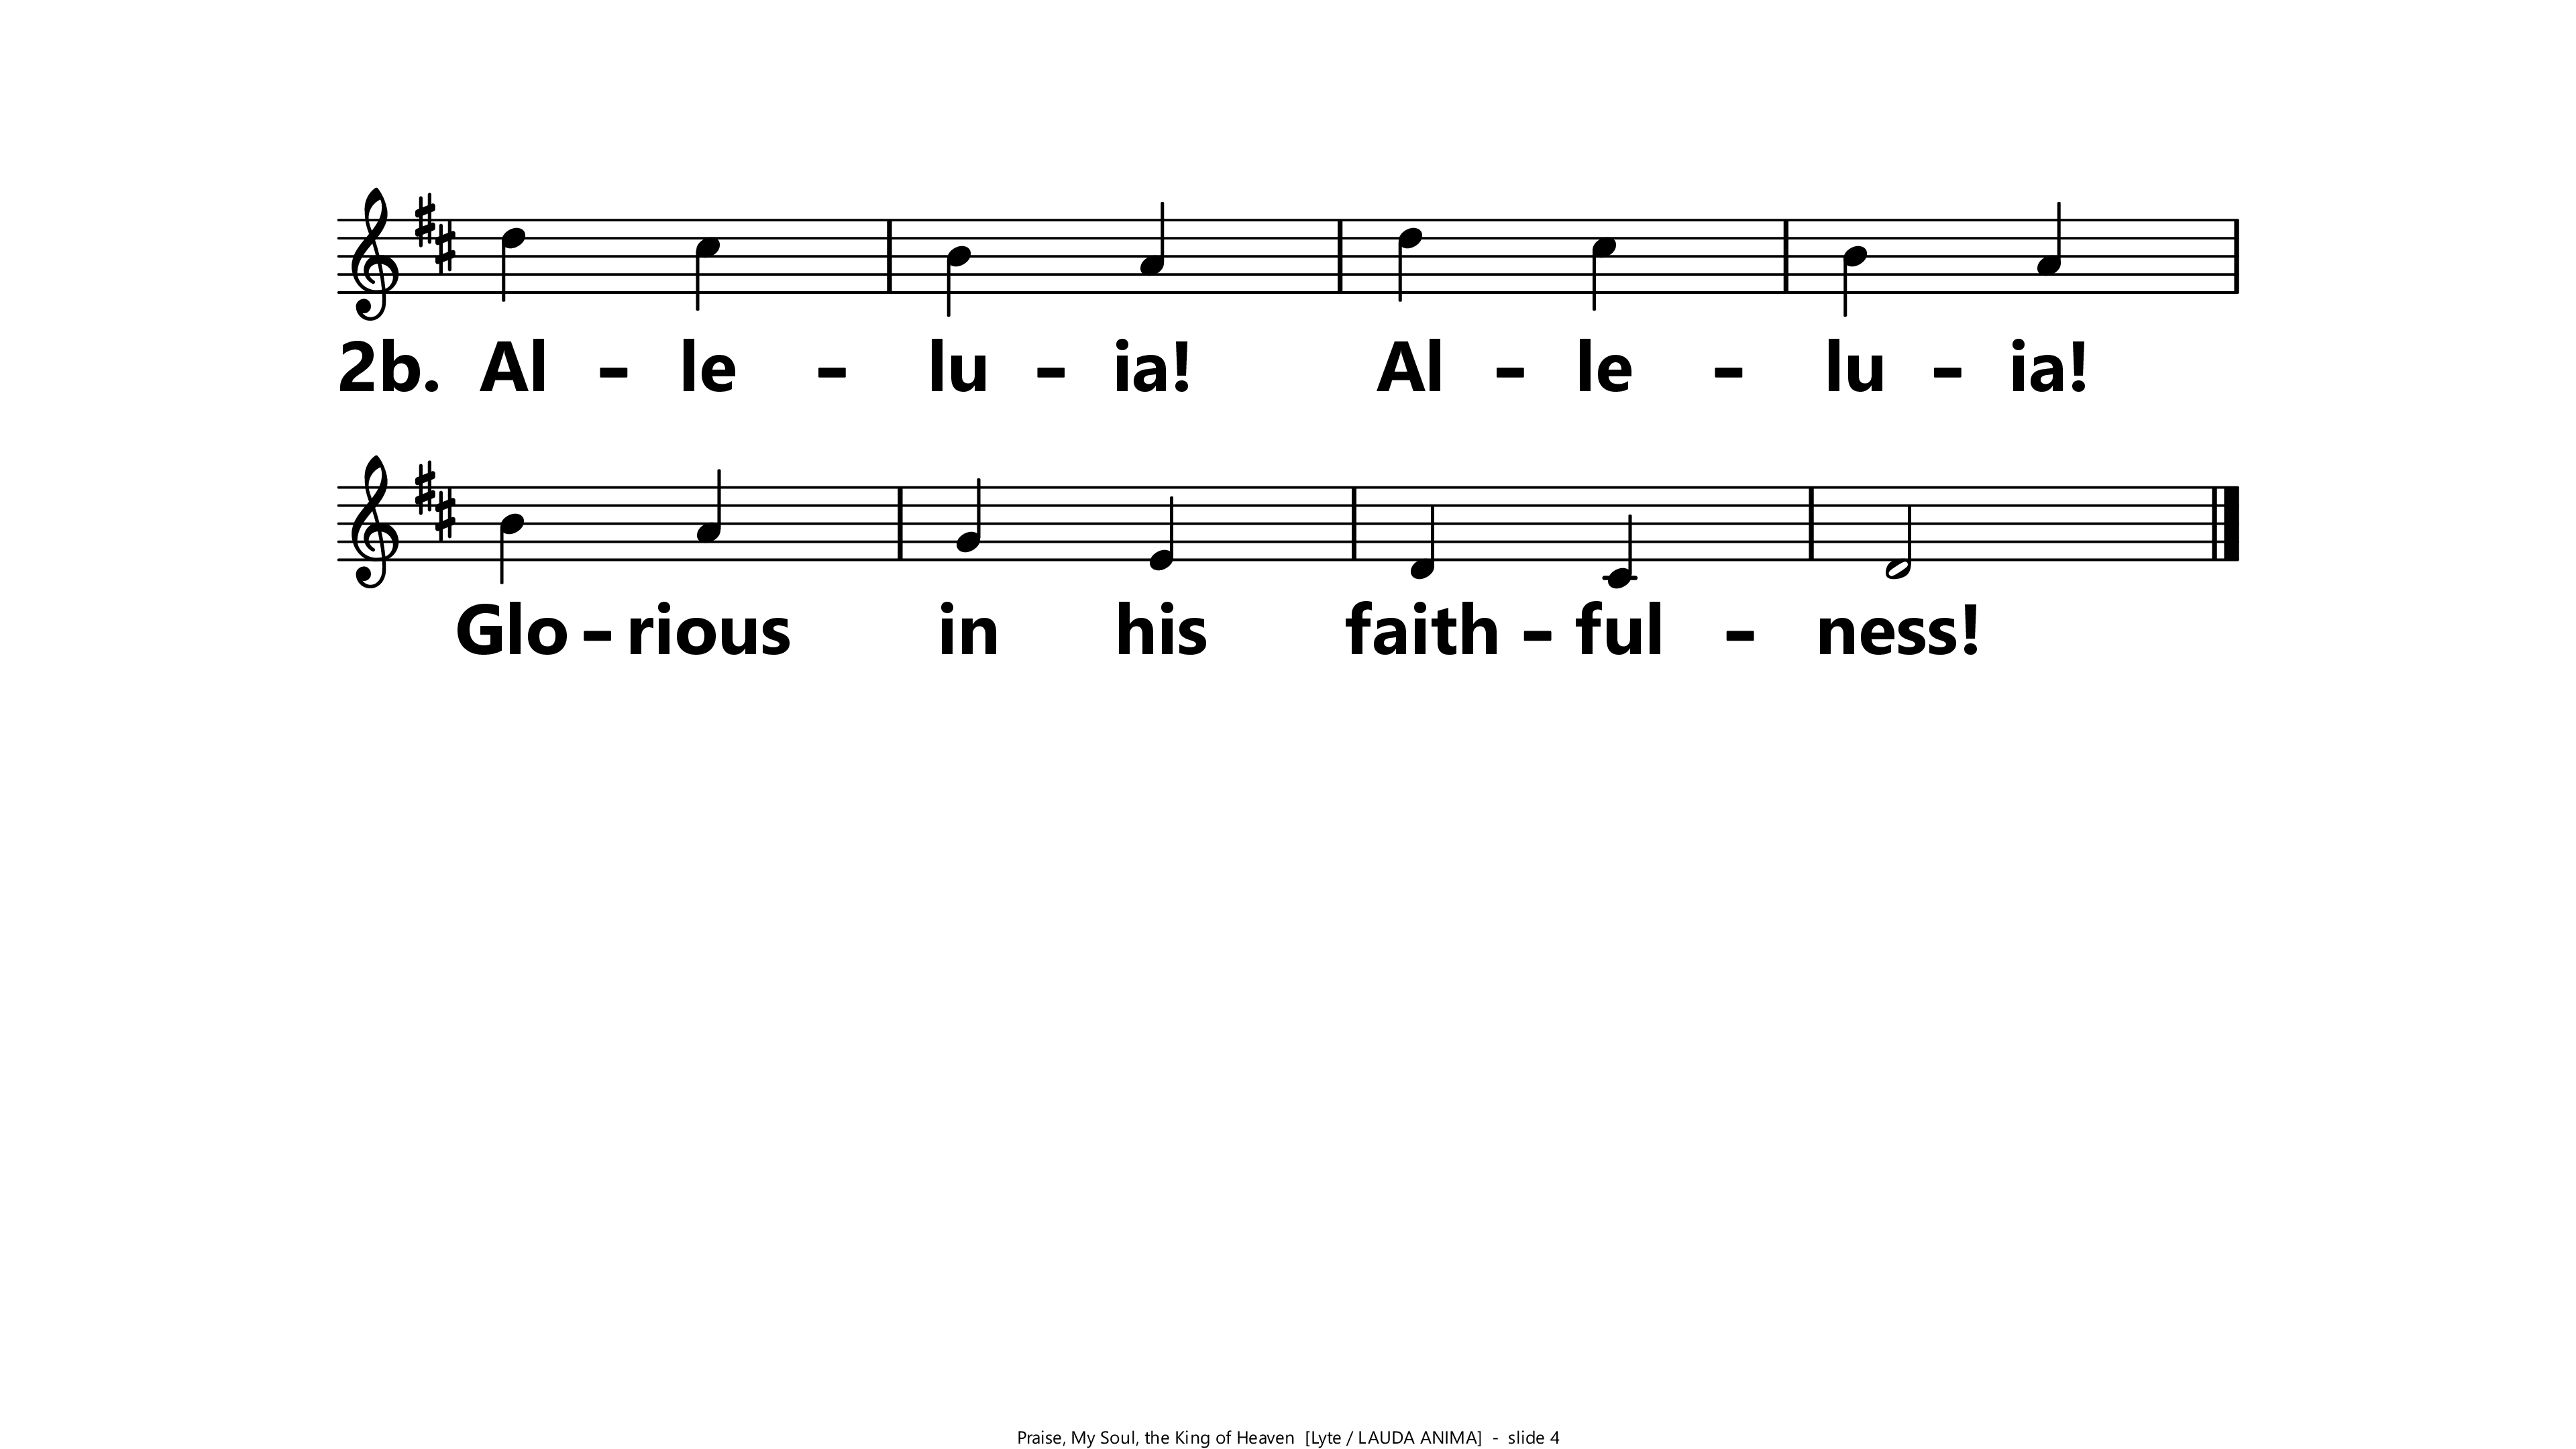 2b. Al – le – lu – ia! Al – le – lu – ia!
Glo – rious in his faith – ful – ness!
Praise, My Soul, the King of Heaven [Lyte / LAUDA ANIMA] - slide 4